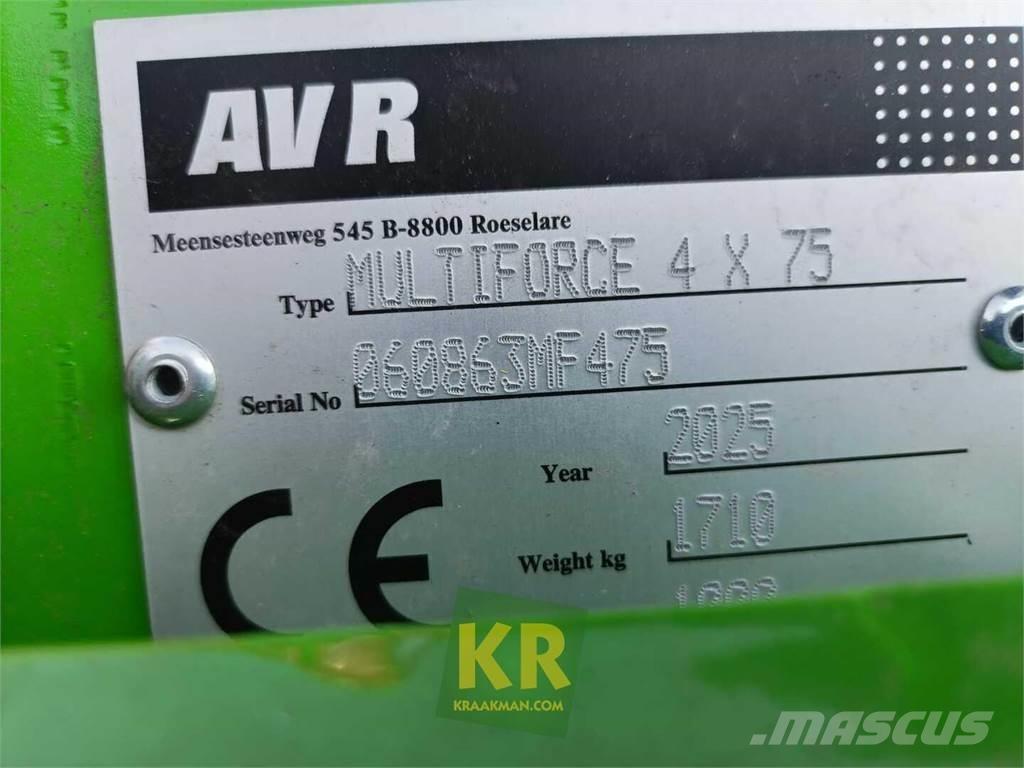 AVR
Meensesteenweg 545 B-8800 Roeselare
Type MULTIFORCE 4 X 75
Serial No 060863MF475
Year 2025
Weight kg 1710
CE
KR
KRAAKMAN.COM
MASCUS